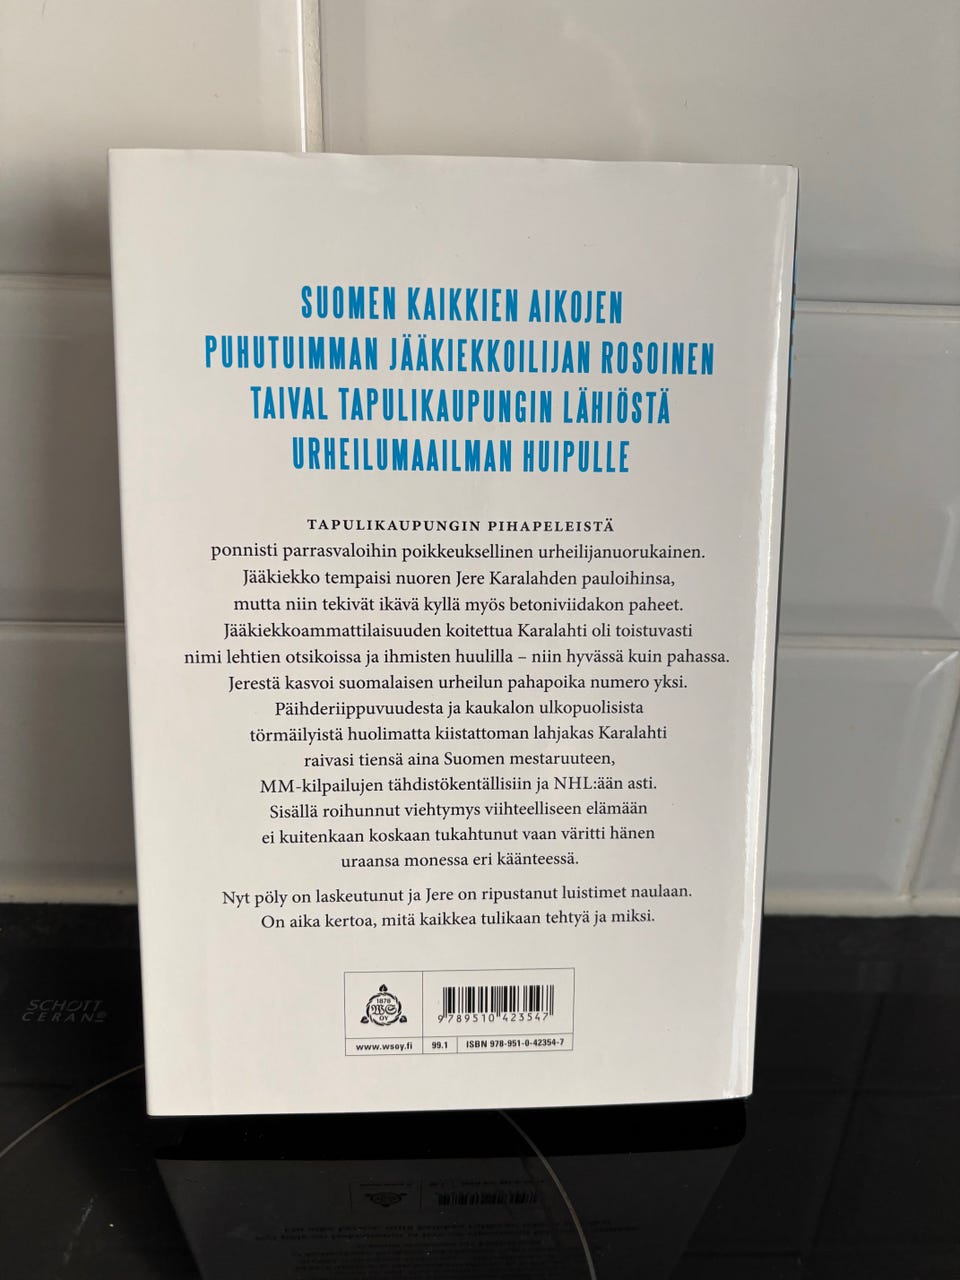 SUOMEN KAIKKIEN AIKOJEN
PUHUTUIMMAN JÄÄKIEKKOILIJAN ROSOINEN
TAIVAL TAPULIKAUPUNGIN LÄHIÖSTÄ
URHEILUMAAILMAN HUIPULLE
TAPULIKAUPUNGIN PIHAPELEISTÄ
ponnisti parrasvaloihin poikkeuksellinen urheilijanuorukainen.
Jääkiekko tempaisi nuoren Jere Karalahden pauloihinsa,
mutta niin tekivät ikävä kyllä myös betoniviidakon paheet.
Jääkiekkoammattilaisuuden koitettua Karalahti oli toistuvasti
nimi lehtien otsikoissa ja ihmisten huulilla – niin hyvässä kuin pahassa.
Jerestä kasvoi suomalaisen urheilun pahapoika numero yksi.
Päihderiippuvuudesta ja kaukalon ulkopuolisista
törmäilyistä huolimatta kiistattoman lahjakas Karalahti
raivasi tiensä aina Suomen mestaruuteen,
MM-kilpailujen tähdistökentällisiin ja NHL:ään asti.
Sisällä roihunnut viehtymys viihteelliseen elämään
ei kuitenkaan koskaan tukahtunut vaan väritti hänen
uraansa monessa eri käänteessä.
Nyt pöly on laskeutunut ja Jere on ripustanut luistimet naulaan.
On aika kertoa, mitä kaikkea tulikaan tehtyä ja miksi.
1878
WS
OY
9 789510 423547
www.wsoy.fi
99.1
ISBN 978-951-0-42354-7
SCHOTT
CERAN®